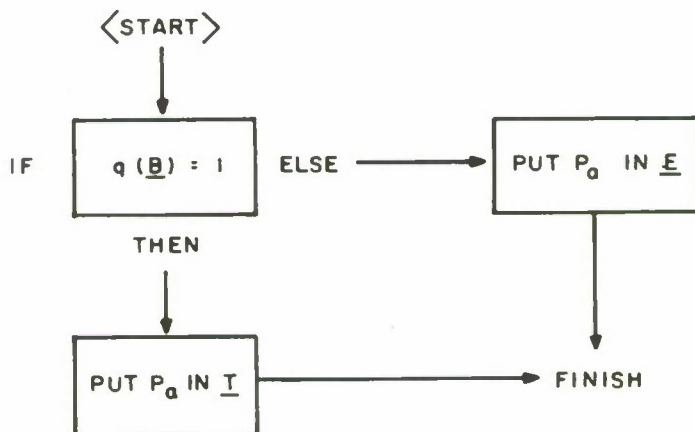 <START>
IF q (B) = 1 ELSE PUT Pa IN E
THEN
PUT Pa IN T FINISH